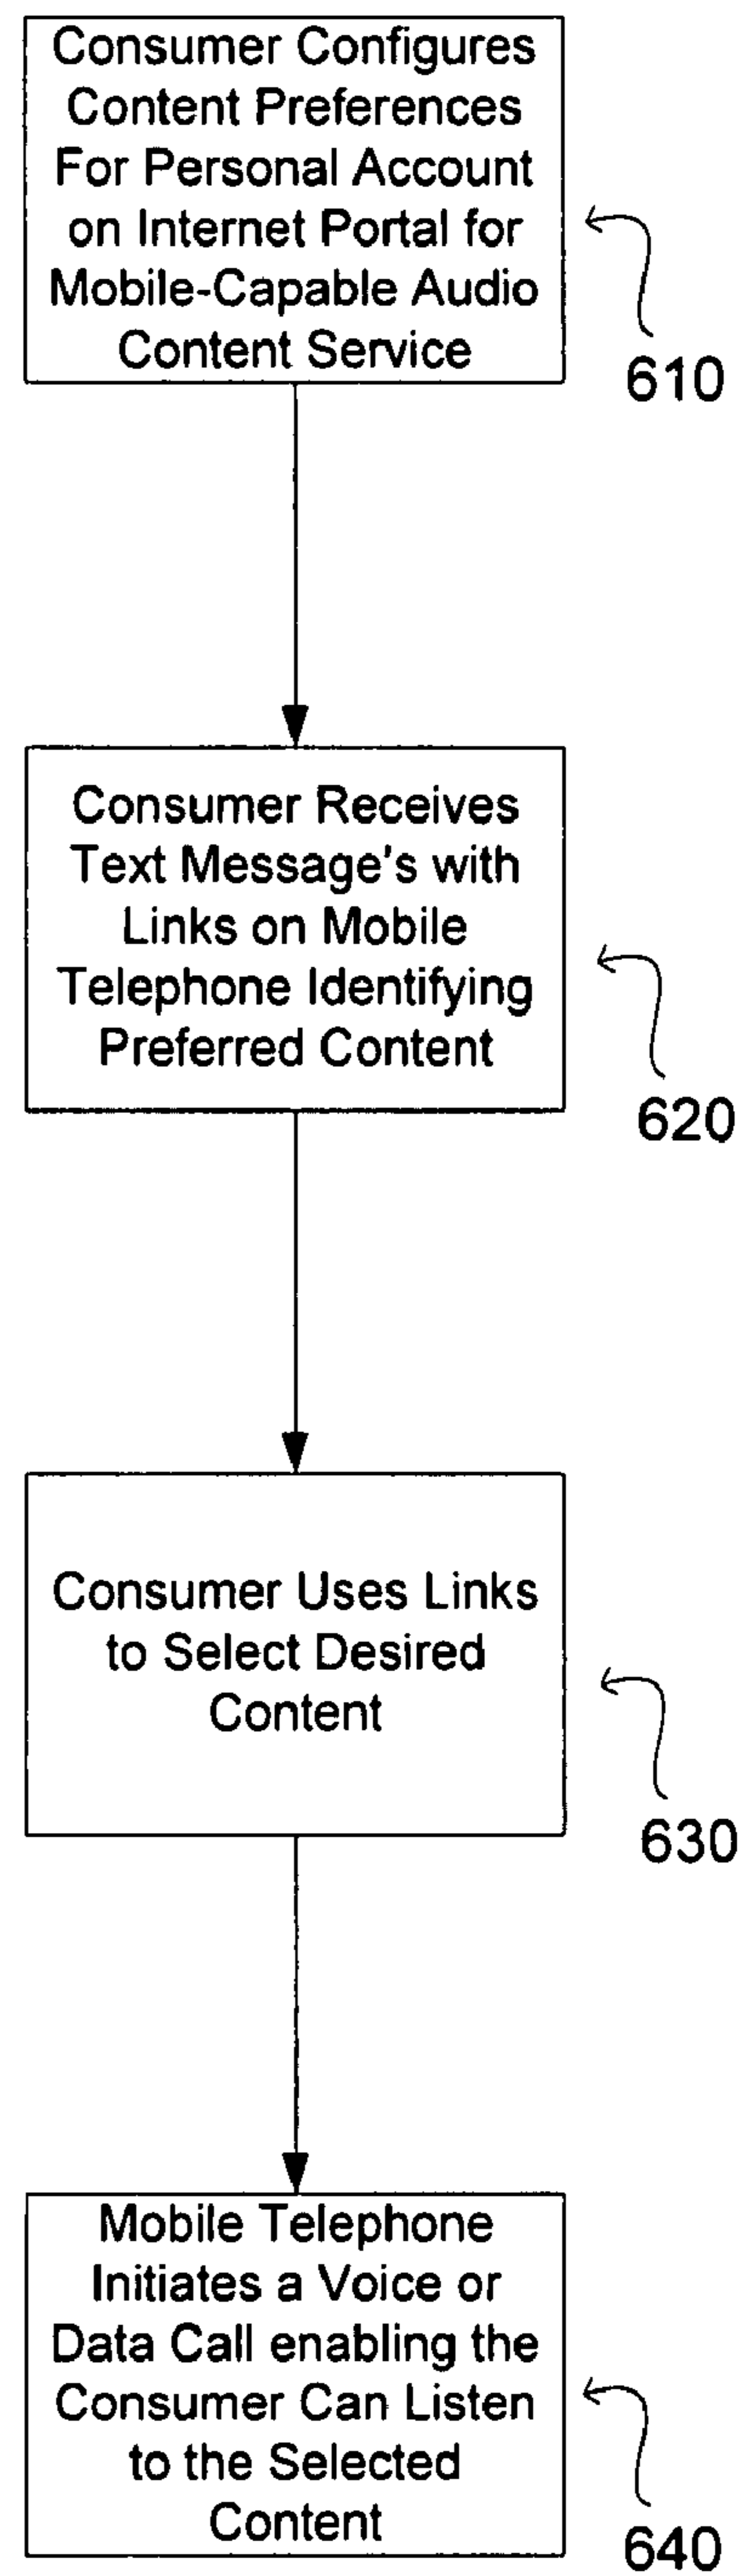 Consumer Configures
Content Preferences
For Personal Account
on Internet Portal for
Mobile-Capable Audio
Content Service
610
Consumer Receives
Text Message's with
Links on Mobile
Telephone Identifying
Preferred Content
620
Consumer Uses Links
to Select Desired
Content
630
Mobile Telephone
Initiates a Voice or
Data Call enabling the
Consumer Can Listen
to the Selected
Content
640